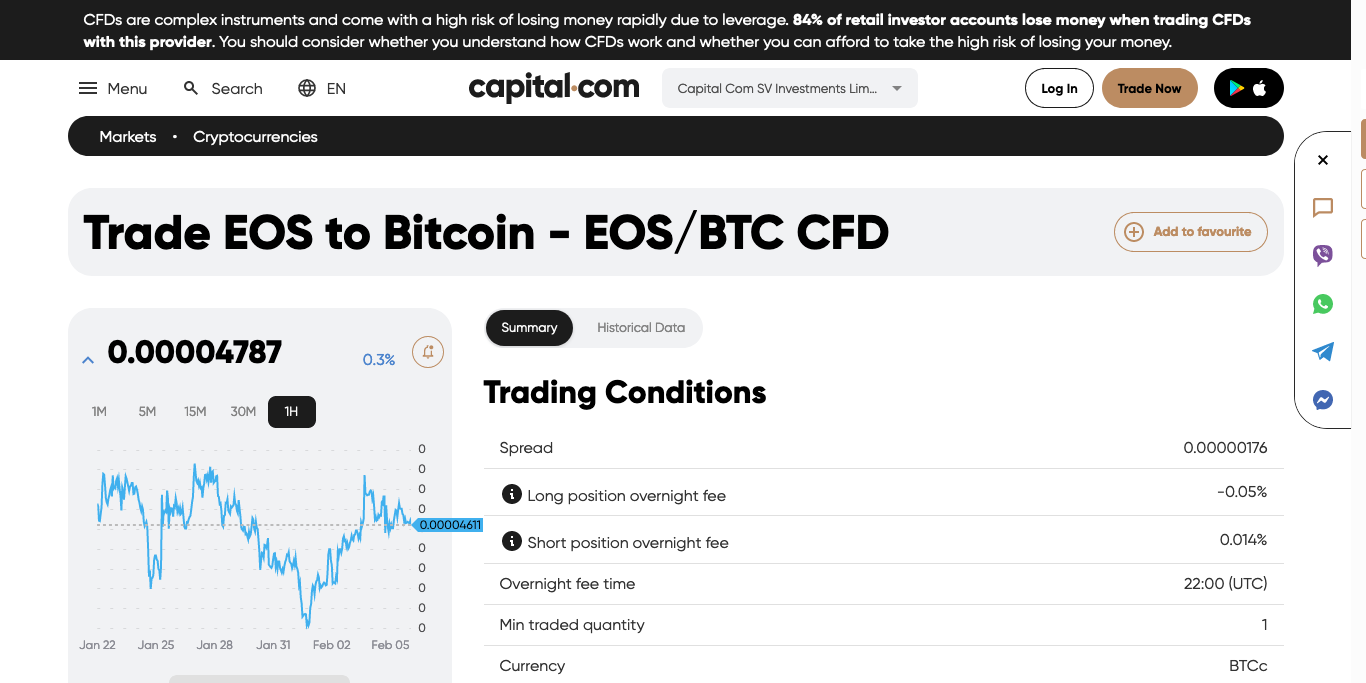 CFDs are complex instruments and come with a high risk of losing money rapidly due to leverage. 84% of retail investor accounts lose money when trading CFDs
with this provider. You should consider whether you understand how CFDs work and whether you can afford to take the high risk of losing your money.
Menu
Search
EN
capital.com
Capital Com SV Investments Lim...
Log In
Trade Now
Markets • Cryptocurrencies
Trade EOS to Bitcoin - EOS/BTC CFD
Add to favourite
0.00004787
0.3%
1M 5M 15M 30M 1H
0
0
0
0
0.00004611
0
0
0
0
0
Jan 22 Jan 25 Jan 28 Jan 31 Feb 02 Feb 05
Summary
Historical Data
Trading Conditions
Spread 0.00000176
Long position overnight fee -0.05%
Short position overnight fee 0.014%
Overnight fee time 22:00 (UTC)
Min traded quantity 1
Currency BTCc